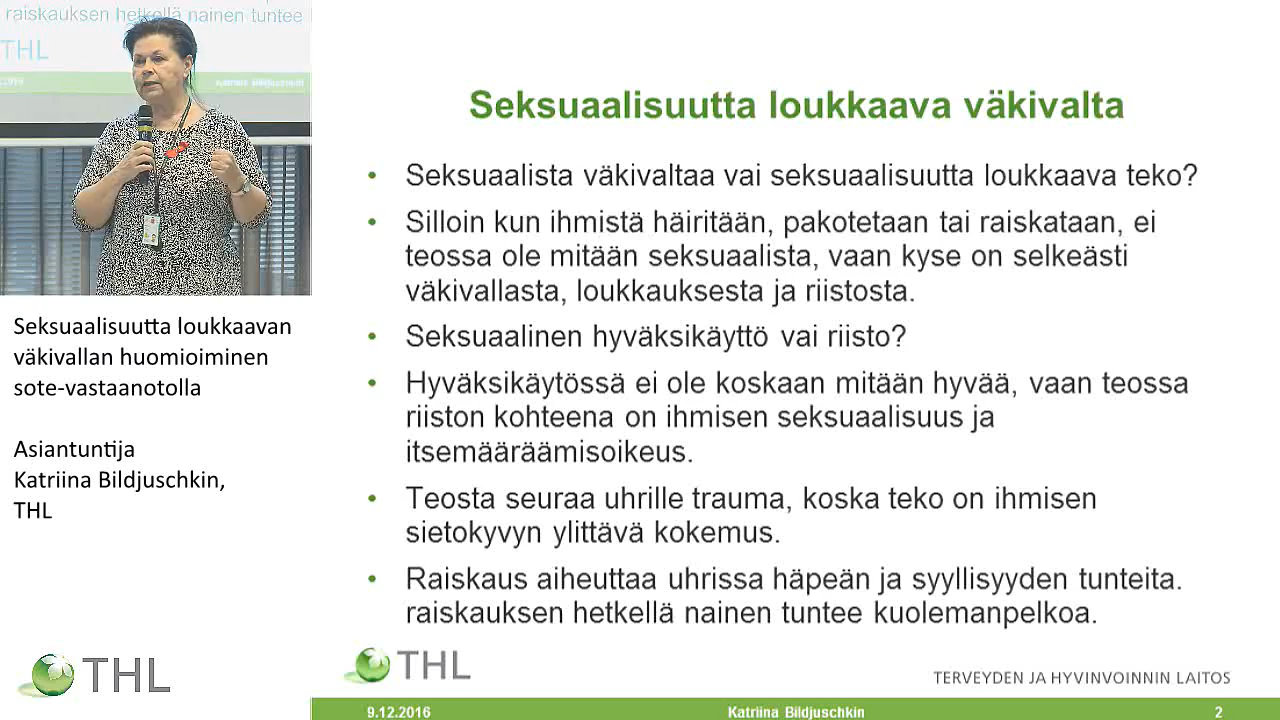 raiskauksen hetkellä nainen tuntee
THL
Seksuaalisuutta loukkaavan
väkivallan huomioiminen
sote-vastaanotolla
Asiantuntija
Katriina Bildjuschkin,
THL
THL
Seksuaalisuutta loukkaava väkivalta
• Seksuaalista väkivaltaa vai seksuaalisuutta loukkaava teko?
• Silloin kun ihmistä häiritään, pakotetaan tai raiskataan, ei
teossa ole mitään seksuaalista, vaan kyse on selkeästi
väkivallasta, loukkauksesta ja riistosta.
• Seksuaalinen hyväksikäyttö vai riisto?
• Hyväksikäytössä ei ole koskaan mitään hyvää, vaan teossa
riiston kohteena on ihmisen seksuaalisuus ja
itsemääräämisoikeus.
• Teosta seuraa uhrille trauma, koska teko on ihmisen
sietokyvyn ylittävä kokemus.
• Raiskaus aiheuttaa uhrissa häpeän ja syyllisyyden tunteita.
raiskauksen hetkellä nainen tuntee kuolemanpelkoa.
THL
TERVEYDEN JA HYVINVOINNIN LAITOS
9.12.2016 Katriina Bildjuschkin 2